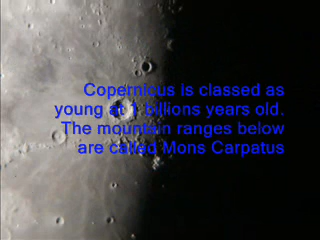 Copernicus is classed as
young at 1 billions years old.
The mountain ranges below
are called Mons Carpatus